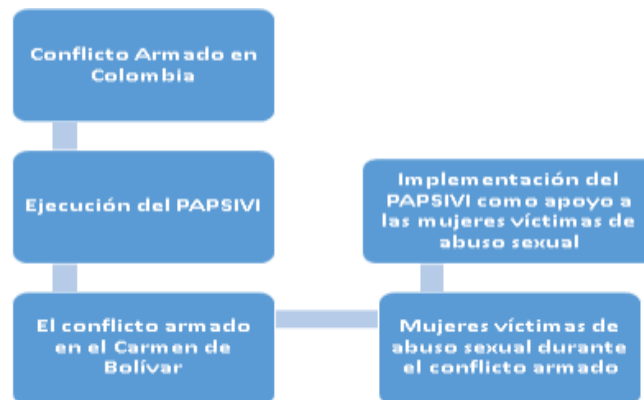 Conflicto Armado en
Colombia
Ejecución del PAPSIVI
El conflicto armado
en el Carmen de
Bolívar
Mujeres víctimas de
abuso sexual durante
el conflicto armado
Implementación del
PAPSIVI como apoyo a
las mujeres víctimas de
abuso sexual